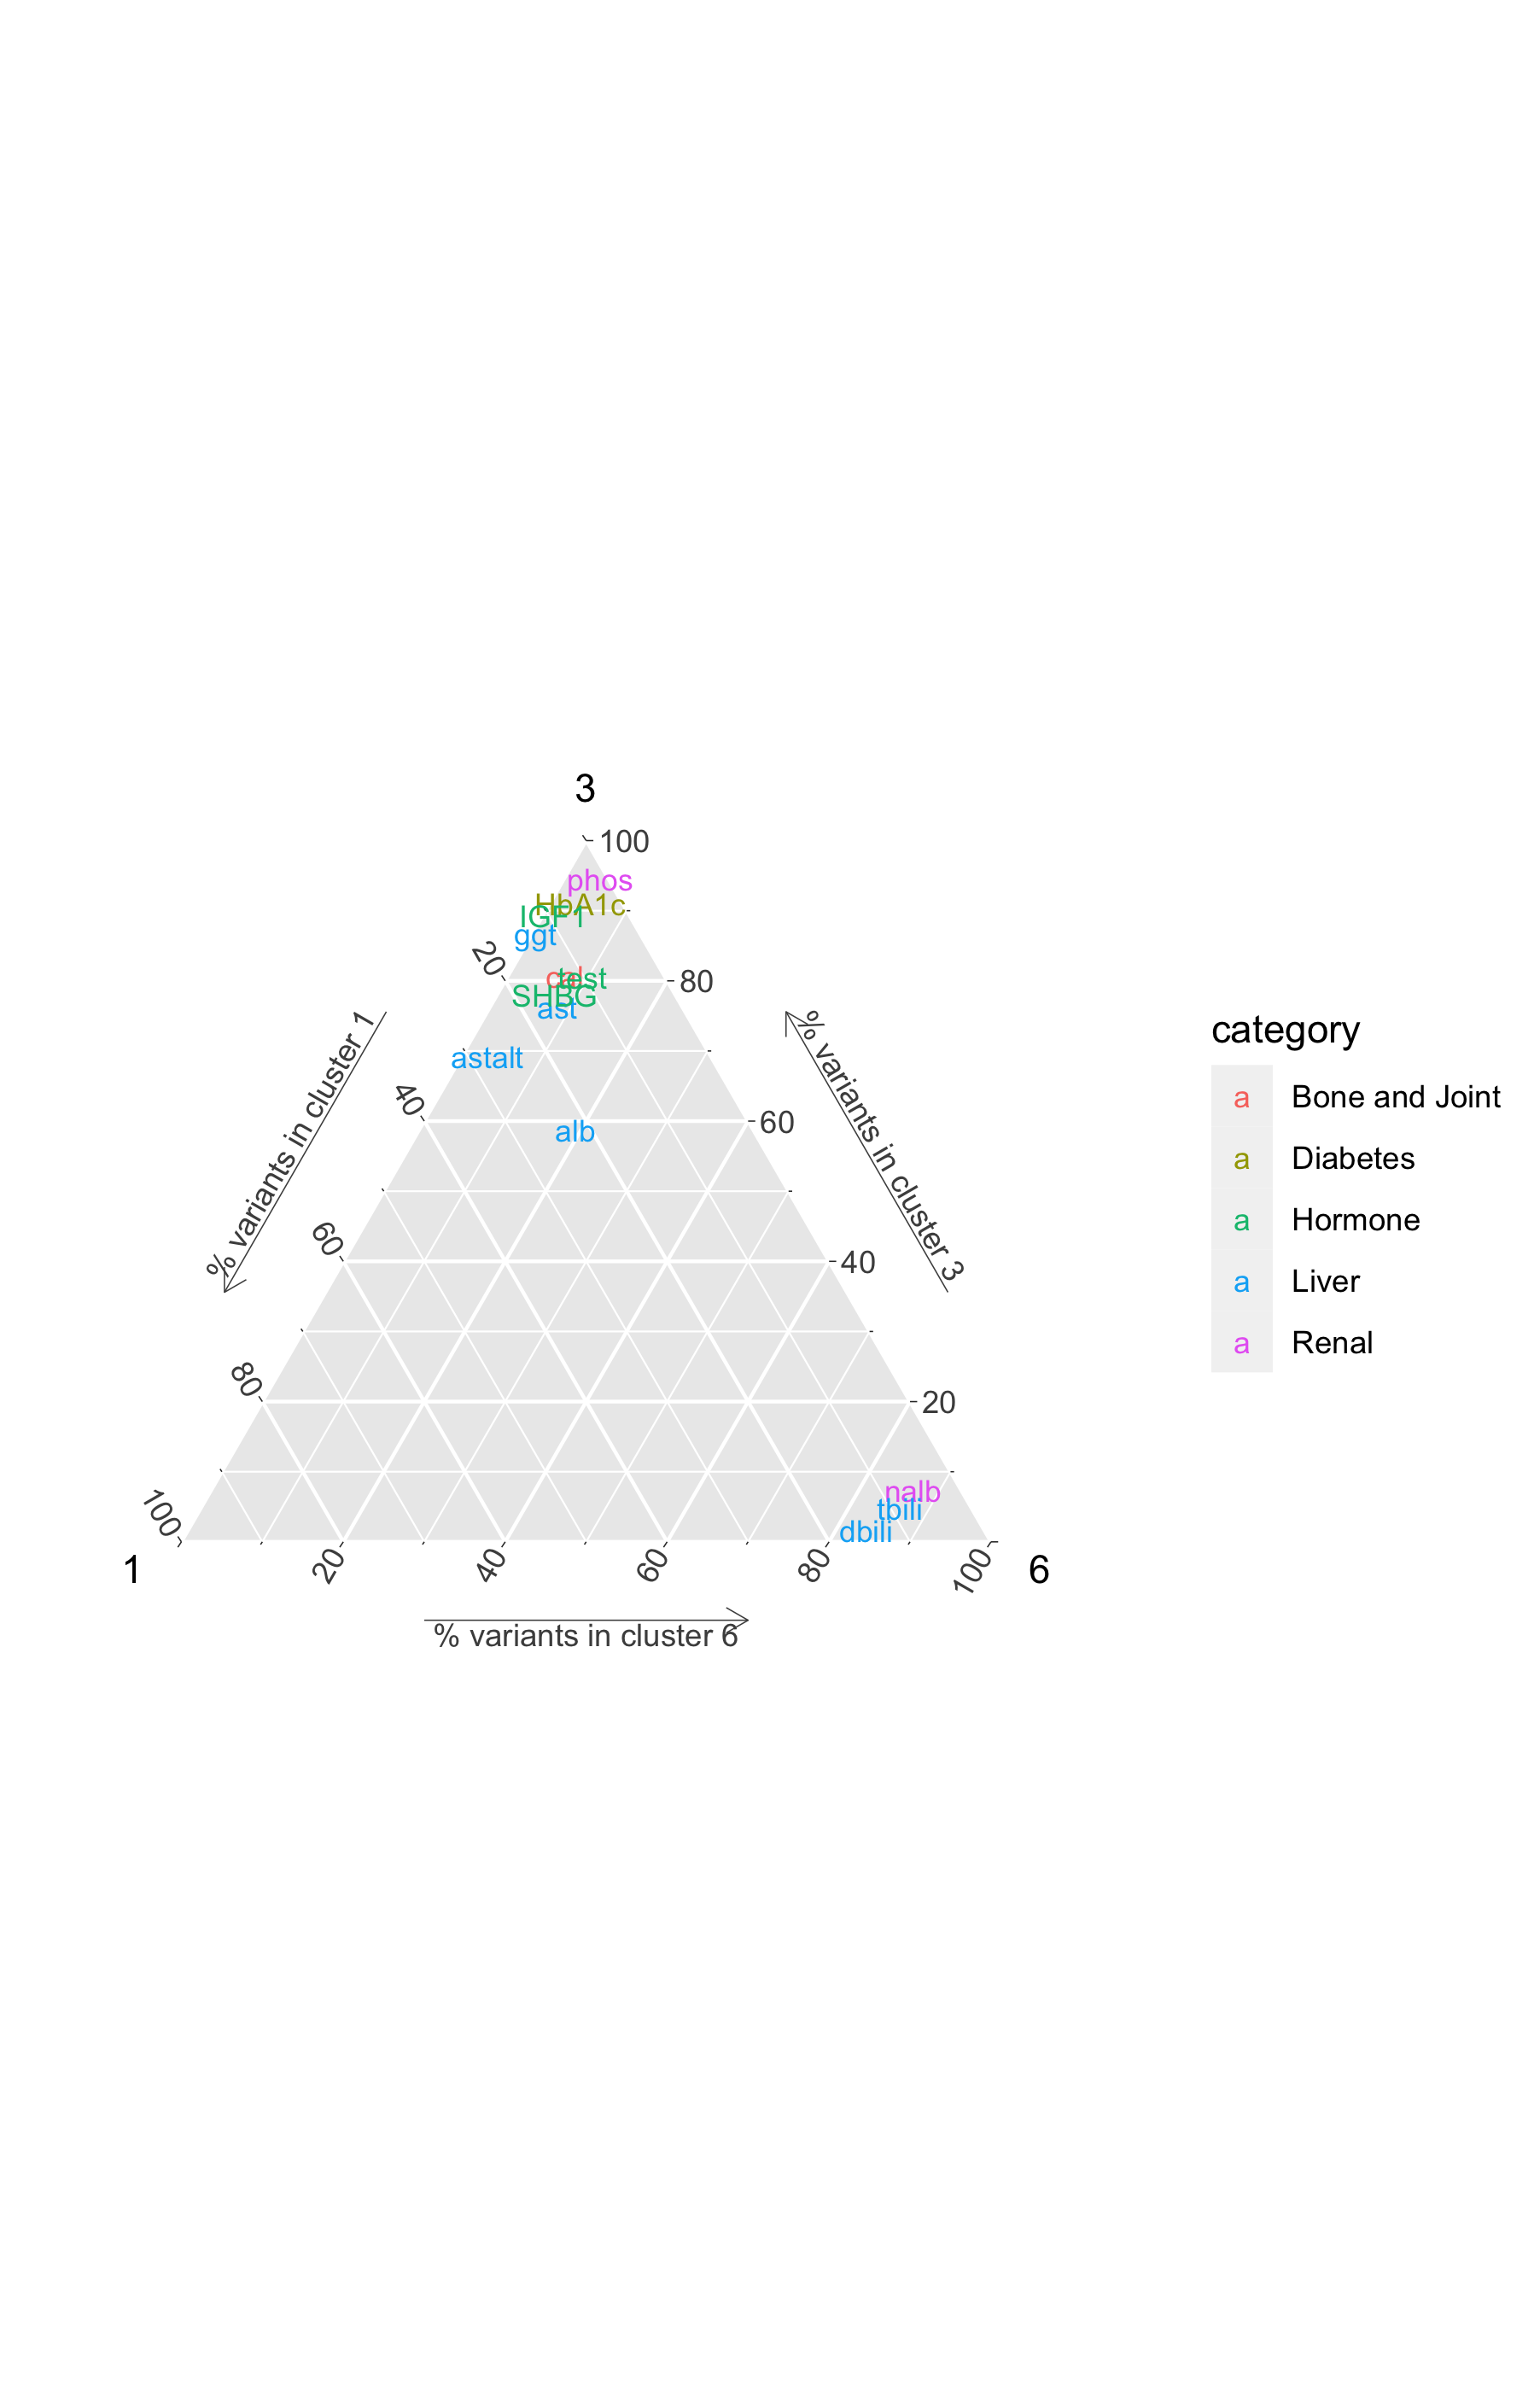 3
100
phos
HbA1c
IGF1
ggt
20
cal
test
80
SHBG
ast
% variants in cluster 1
% variants in cluster 3
astalt
40
60
alb
60
40
80
20
nalb
tbili
dbili
100
1
20
40
60
80
100
6
% variants in cluster 6
category
a Bone and Joint
a Diabetes
a Hormone
a Liver
a Renal